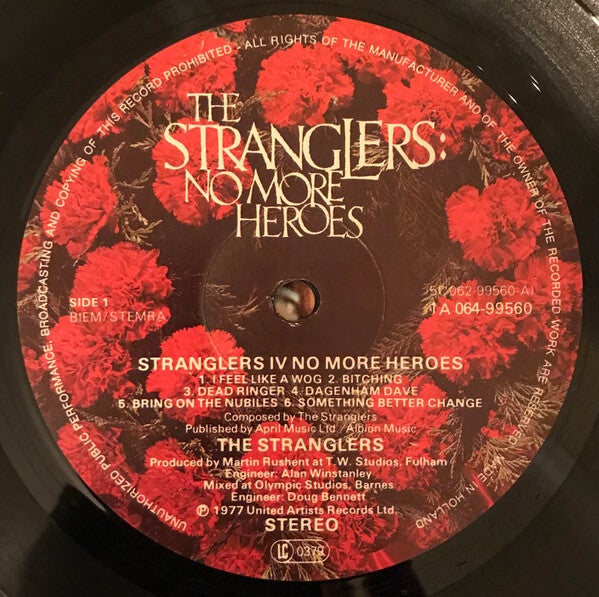 UNAUTHORIZED PUBLIC PERFORMANCE, BROADCASTING AND COPYING OF THIS RECORD PROHIBITED - ALL RIGHTS OF THE MANUFACTURER AND OF THE OWNER OF THE RECORDED WORK ARE RESERVED MADE IN HOLLAND
THE
STRANGLERS:
NO MORE
HEROES
SIDE 1
BIEM/STEMRA
5C 062-99560-A)
1A 064-99560
STRANGLERS IV NO MORE HEROES
1. I FEEL LIKE A WOG 2. BITCHING
3. DEAD RINGER 4. DAGENHAM DAVE
5. BRING ON THE NUBILES 6. SOMETHING BETTER CHANGE
Composed by The Stranglers
Published by April Music Ltd / Albion Music
THE STRANGLERS
Produced by Martin Rushent at T.W. Studios, Fulham
Engineer: Alan Winstanley
Mixed at Olympic Studios, Barnes
Engineer: Doug Bennett
℗ 1977 United Artists Records Ltd.
STEREO
LC 0379